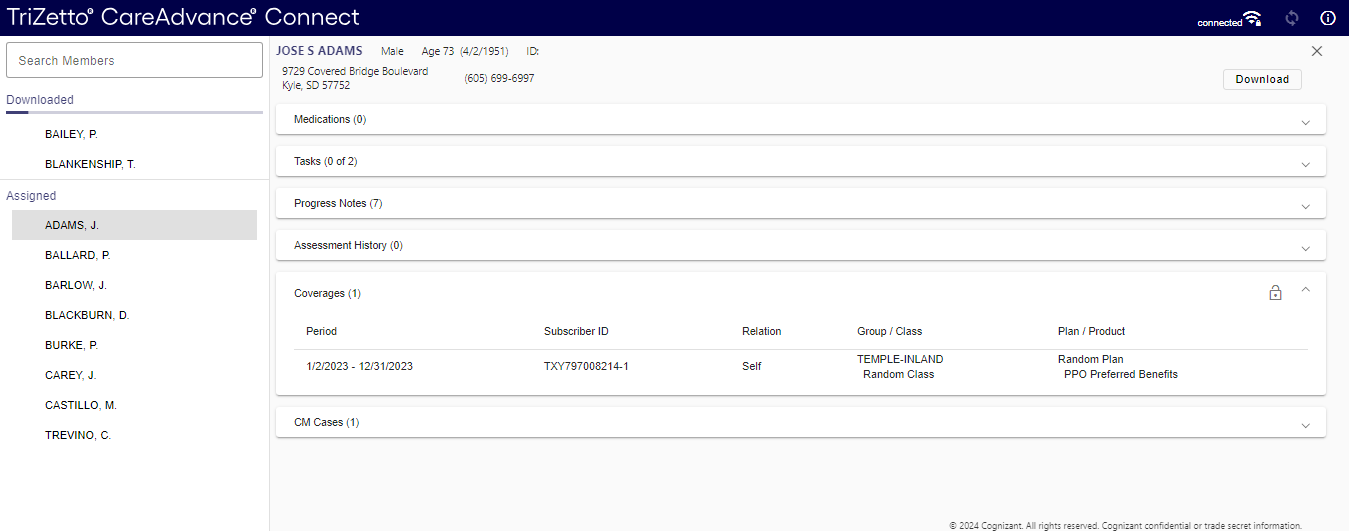 TriZetto® CareAdvance® Connect
connected
Search Members
Downloaded
BAILEY, P.
BLANKENSHIP, T.
Assigned
ADAMS, J.
BALLARD, P.
BARLOW, J.
BLACKBURN, D.
BURKE, P.
CAREY, J.
CASTILLO, M.
TREVINO, C.
JOSE S ADAMS Male Age 73 (4/2/1951) ID:
9729 Covered Bridge Boulevard
Kyle, SD 57752
(605) 699-6997
Download
Medications (0)
Tasks (0 of 2)
Progress Notes (7)
Assessment History (0)
Coverages (1)
Period Subscriber ID Relation Group / Class Plan / Product
1/2/2023 - 12/31/2023 TXY797008214-1 Self TEMPLE-INLAND Random Plan
Random Class PPO Preferred Benefits
CM Cases (1)
© 2024 Cognizant. All rights reserved. Cognizant confidential or trade secret information.